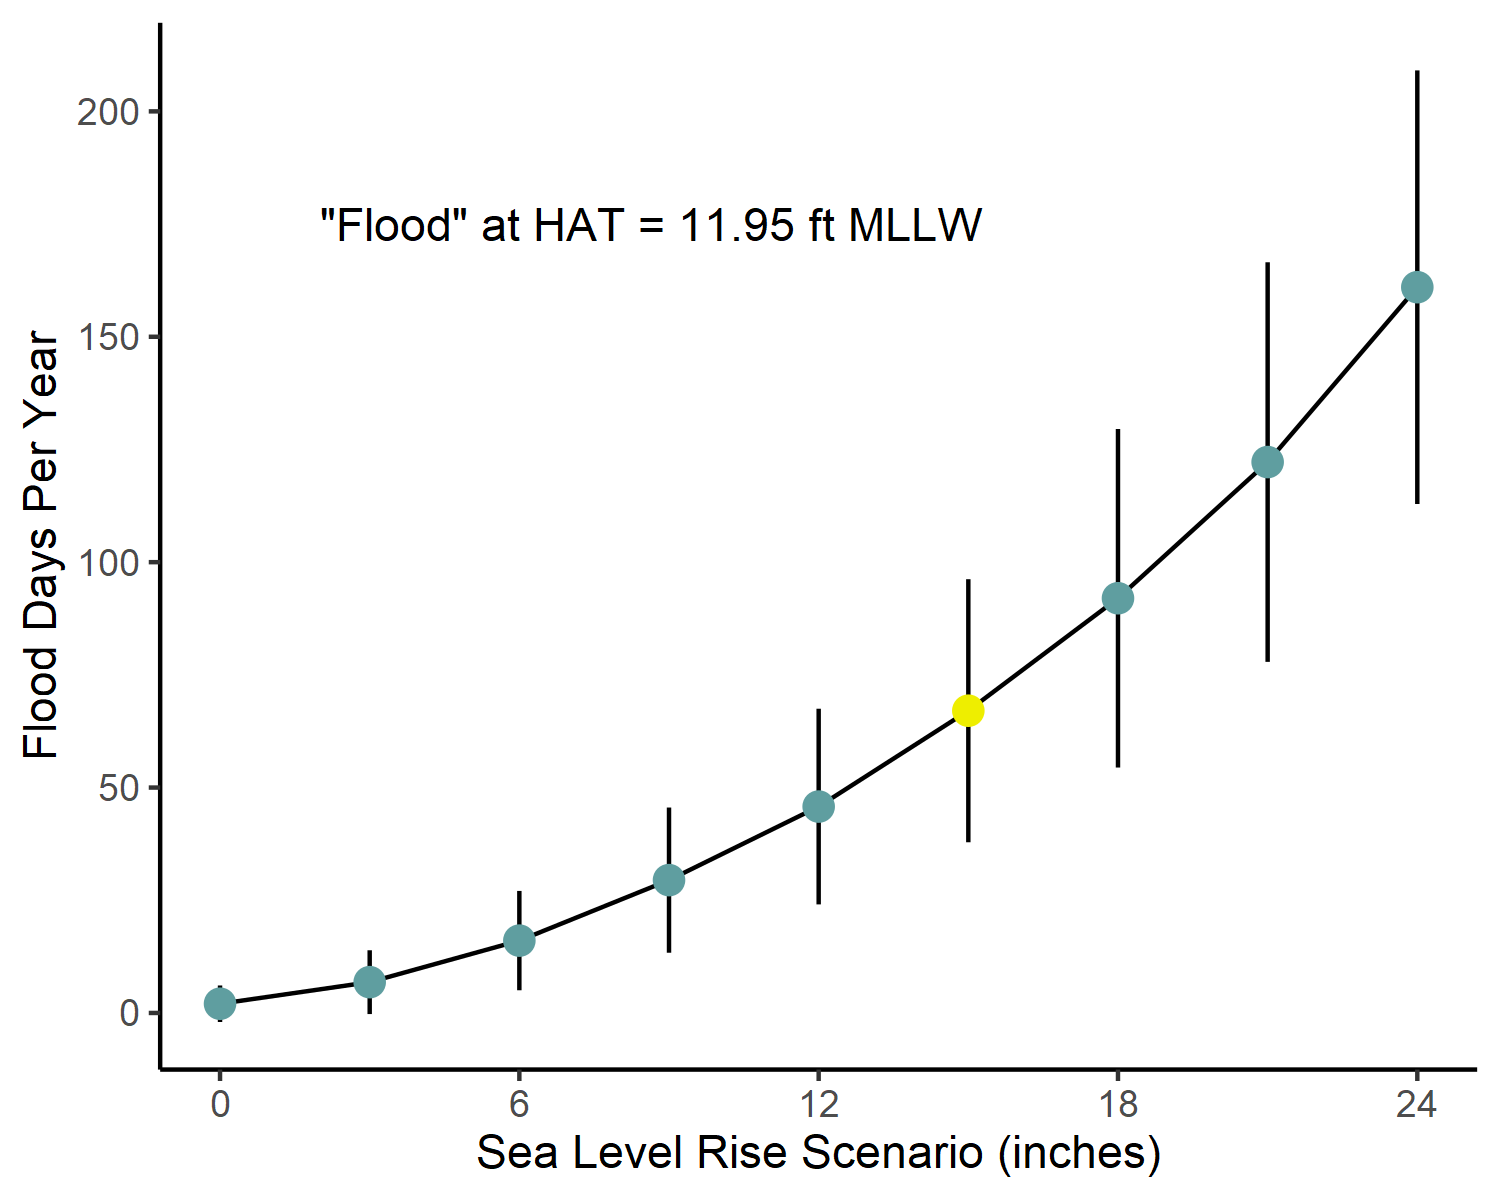 200
"Flood" at HAT = 11.95 ft MLLW
150
100
50
0
Flood Days Per Year
0 6 12 18 24
Sea Level Rise Scenario (inches)